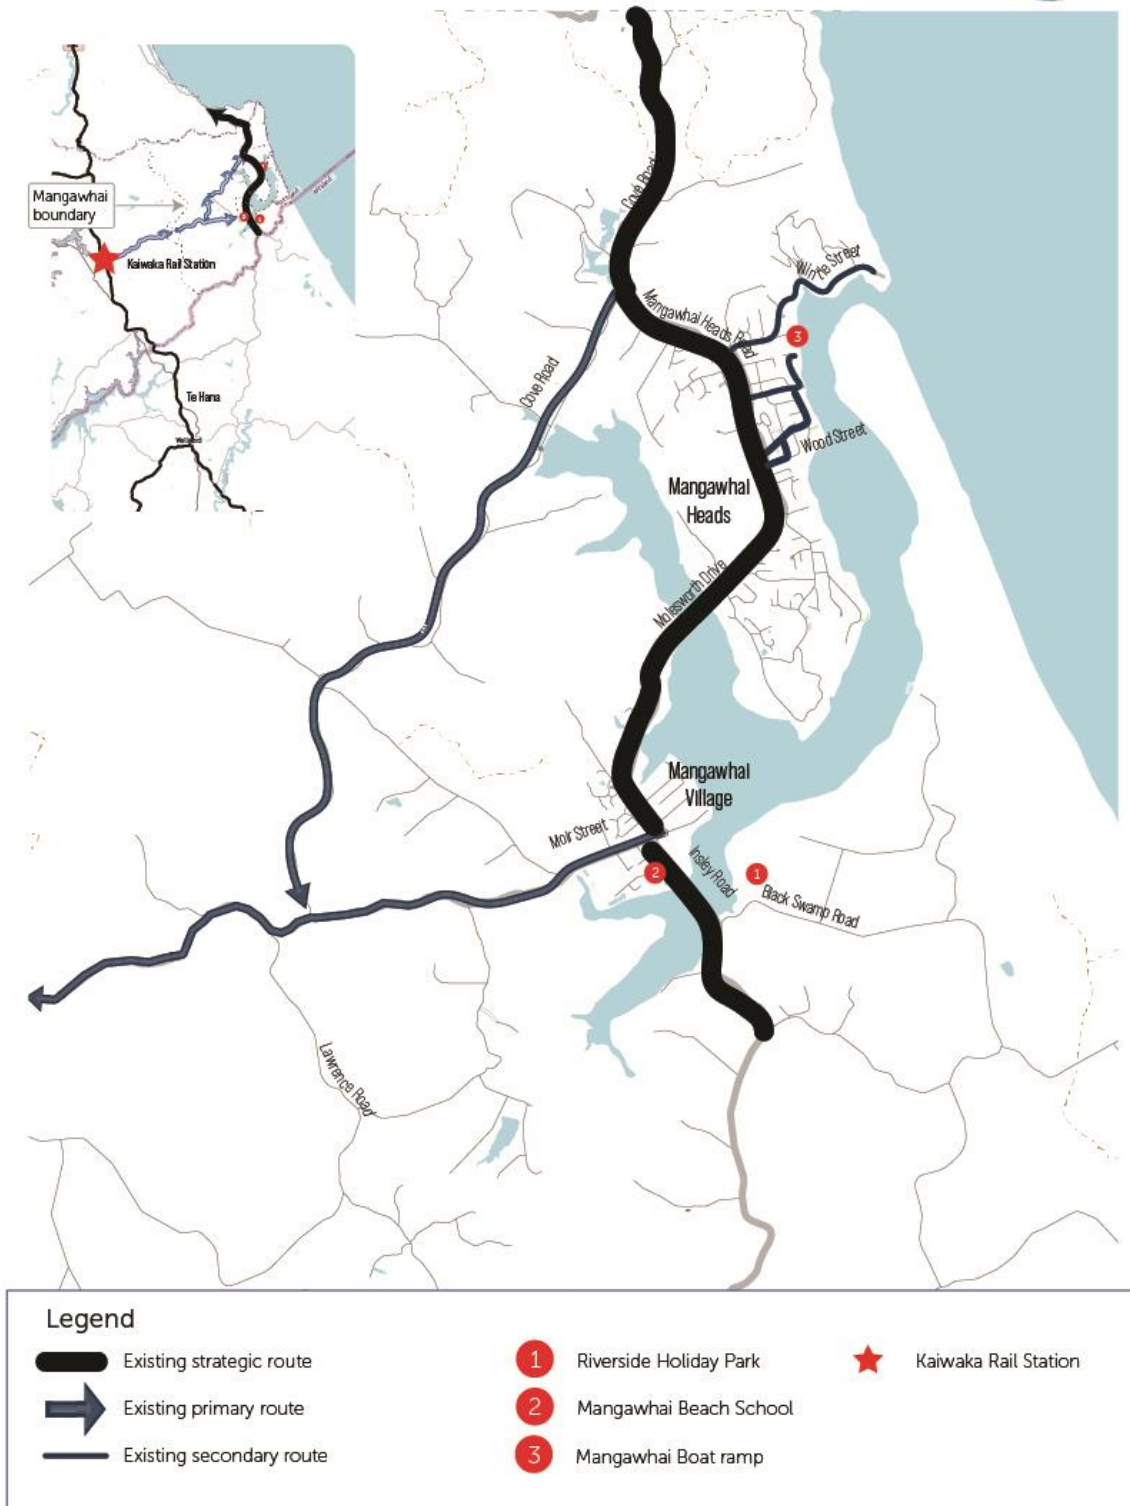 Mangawhai
boundary
Kaiwaka Rail Station
Te Hana
Cove Road
Mangawhai Heads Road
Wintle Street
3
Cove Road
Wood Street
Mangawhai
Heads
Molesworth Drive
Mangawhai
Village
Moir Street
Insley Road
2
1
Black Swamp Road
Lawrence Road
Legend
Existing strategic route
Existing primary route
Existing secondary route
1 Riverside Holiday Park
2 Mangawhai Beach School
3 Mangawhai Boat ramp
Kaiwaka Rail Station